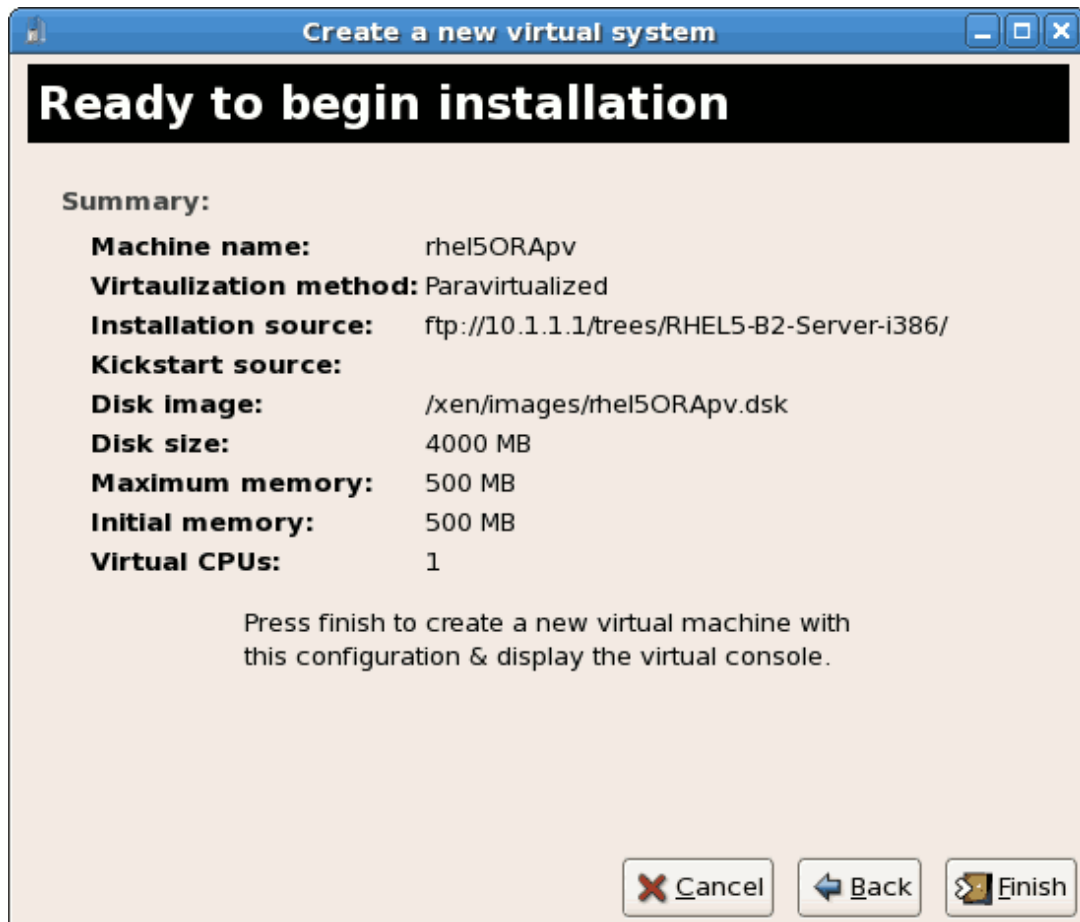 Create a new virtual system
Ready to begin installation
Summary:
Machine name: rhel5ORApv
Virtaulization method: Paravirtualized
Installation source: ftp://10.1.1.1/trees/RHEL5-B2-Server-i386/
Kickstart source:
Disk image: /xen/images/rhel5ORApv.dsk
Disk size: 4000 MB
Maximum memory: 500 MB
Initial memory: 500 MB
Virtual CPUs: 1
Press finish to create a new virtual machine with
this configuration & display the virtual console.
Cancel Back Finish